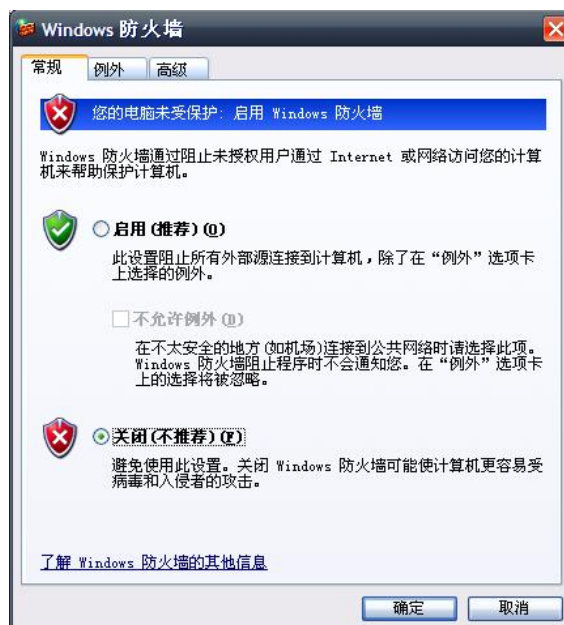 Windows 防火墙
常规 例外 高级
您的电脑未受保护: 启用 Windows 防火墙
Windows 防火墙通过阻止未授权用户通过 Internet 或网络访问您的计算
机来帮助保护计算机。
启用(推荐)(O)
此设置阻止所有外部源连接到计算机，除了在“例外”选项卡
上选择的例外。
不允许例外(D)
在不太安全的地方(如机场)连接到公共网络时请选择此项。
Windows 防火墙阻止程序时不会通知您。在“例外”选项卡
上的选择将被忽略。
关闭(不推荐)(F)
避免使用此设置。关闭 Windows 防火墙可能使计算机更容易受
病毒和入侵者的攻击。
了解 Windows 防火墙的其他信息
确定 取消